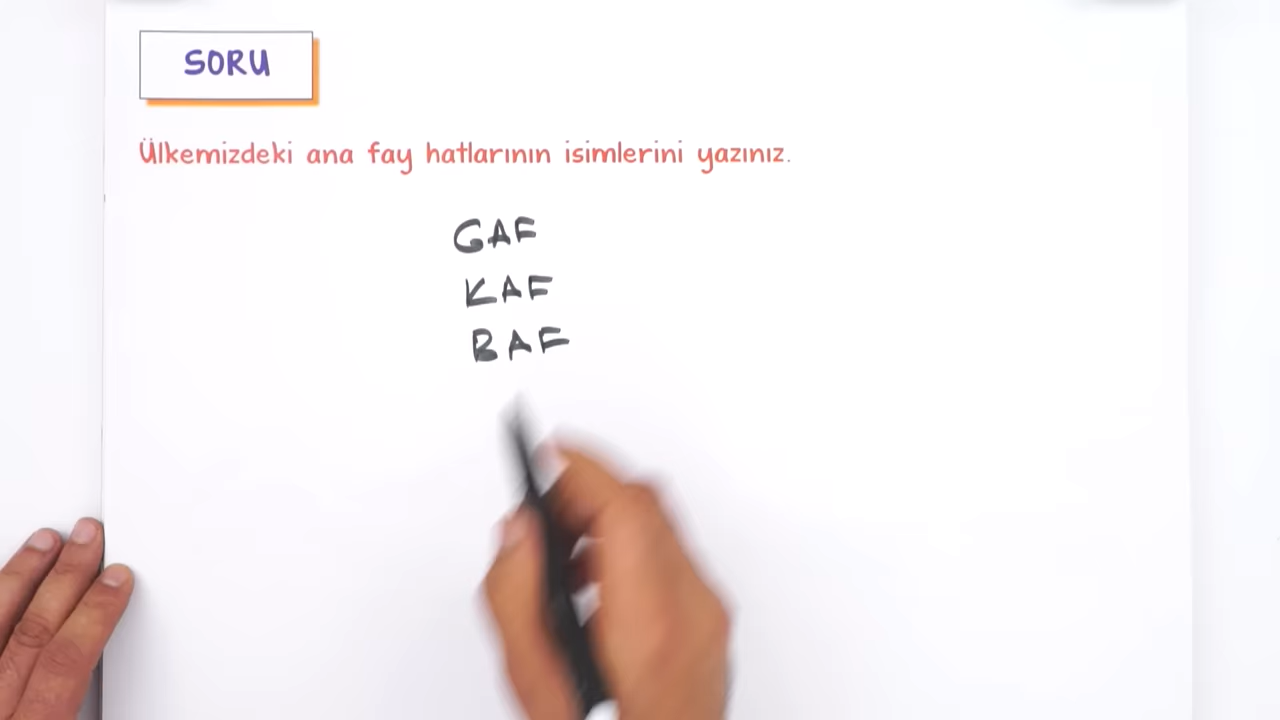 SORU
Ülkemizdeki ana fay hatlarının isimlerini yazınız.
GAF
KAF
BAF